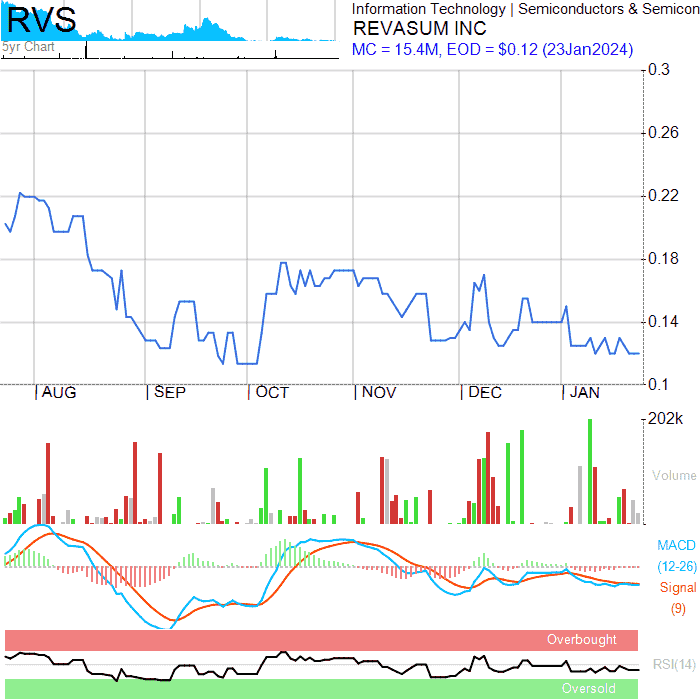 RVS
5yr Chart
Information Technology | Semiconductors & Semicon
REVASUM INC
MC = 15.4M, EOD = $0.12 (23Jan2024)
0.3
0.26
0.22
0.18
0.14
0.1
AUG SEP OCT NOV DEC JAN
202k
Volume
MACD
(12-26)
Signal
(9)
Overbought
RSI(14)
Oversold